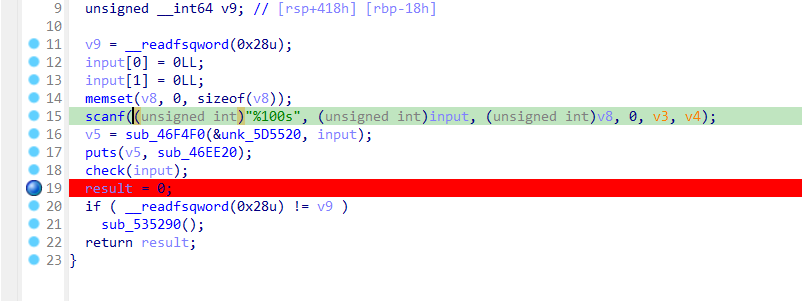 9 unsigned __int64 v9; // [rsp+418h] [rbp-18h]
10
11 v9 = __readfsqword(0x28u);
12 input[0] = 0LL;
13 input[1] = 0LL;
14 memset(v8, 0, sizeof(v8));
15 scanf((unsigned int)"%100s", (unsigned int)input, (unsigned int)v8, 0, v3, v4);
16 v5 = sub_46F4F0(&unk_5D5520, input);
17 puts(v5, sub_46EE20);
18 check(input);
19 result = 0;
20 if ( __readfsqword(0x28u) != v9 )
21 sub_535290();
22 return result;
23 }